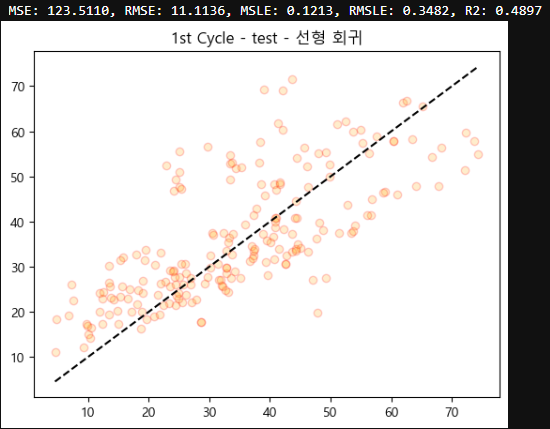 MSE: 123.5110, RMSE: 11.1136, MSLE: 0.1213, RMSLE: 0.3482, R2: 0.4897
1st Cycle - test - 선형 회귀
70
60
50
40
30
20
10
10 20 30 40 50 60 70